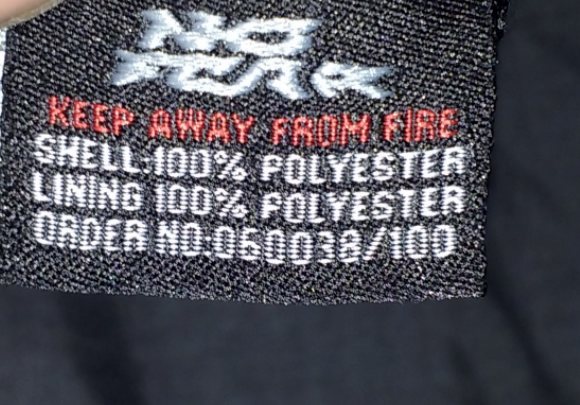 NO
FEAR
KEEP AWAY FROM FIRE
SHELL:100% POLYESTER
LINING 100% POLYESTER
ORDER NO:060038/100